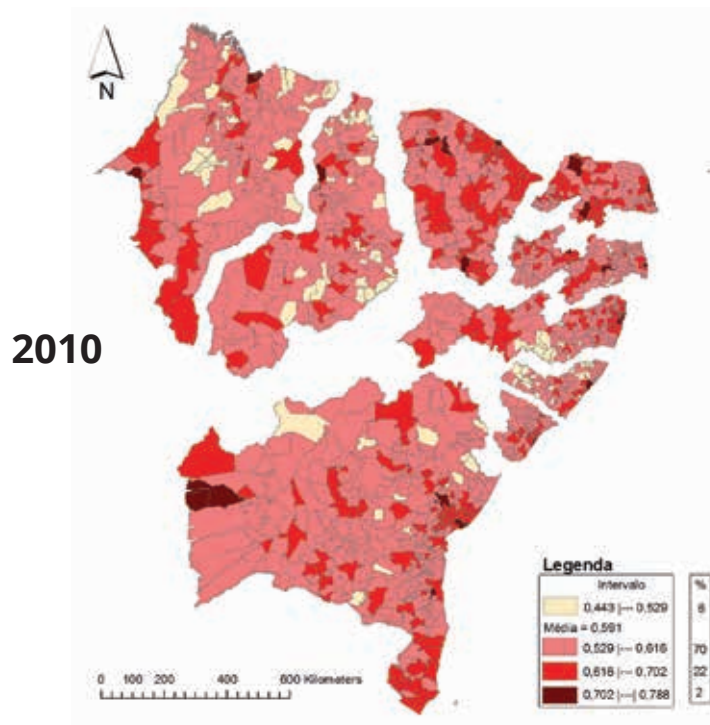 N
2010
Legenda
Intervalo %
0,443 |--- 0,529 6
Média = 0,591
0,529 |--- 0,616 70
0,616 |--- 0,702 22
0,702 |---| 0,788 2
0 100 200 400 600 Kilometers